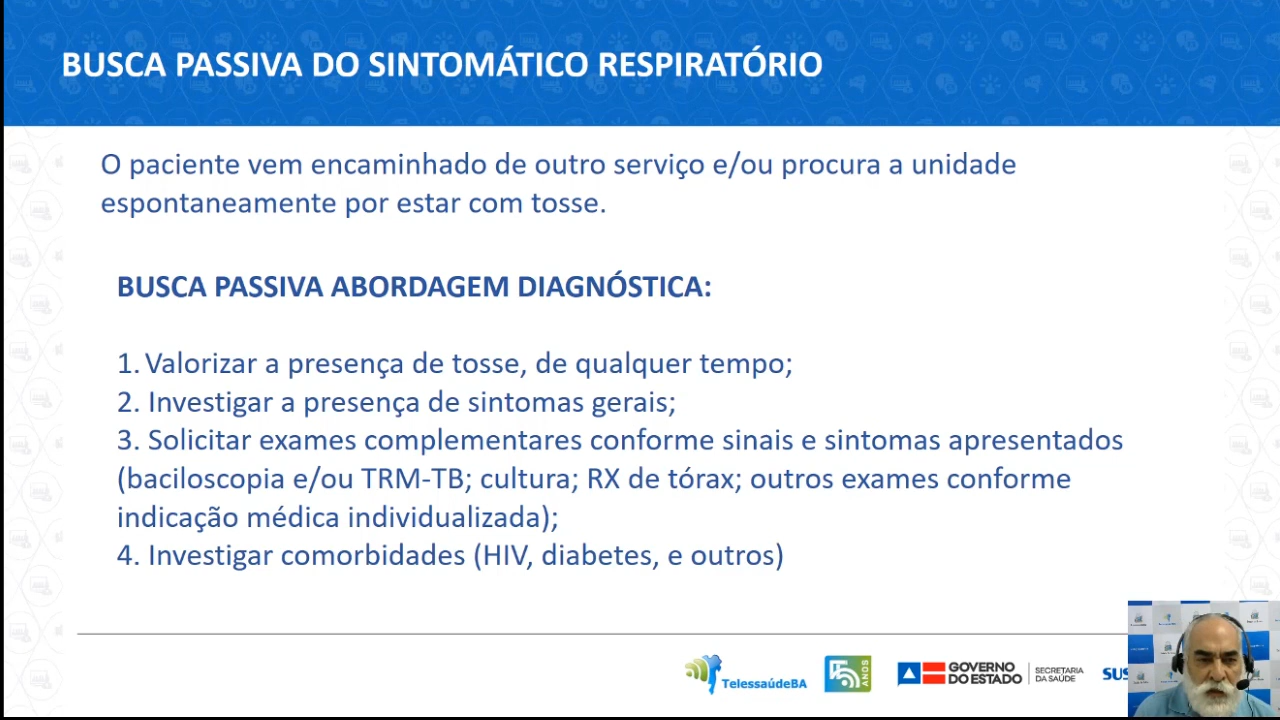 BUSCA PASSIVA DO SINTOMÁTICO RESPIRATÓRIO
O paciente vem encaminhado de outro serviço e/ou procura a unidade
espontaneamente por estar com tosse.
BUSCA PASSIVA ABORDAGEM DIAGNÓSTICA:
1. Valorizar a presença de tosse, de qualquer tempo;
2. Investigar a presença de sintomas gerais;
3. Solicitar exames complementares conforme sinais e sintomas apresentados
(baciloscopia e/ou TRM-TB; cultura; RX de tórax; outros exames conforme
indicação médica individualizada);
4. Investigar comorbidades (HIV, diabetes, e outros)
TelessaúdeBA
ANOS
GOVERNO
DO ESTADO
SECRETARIA
DA SAÚDE
SUS